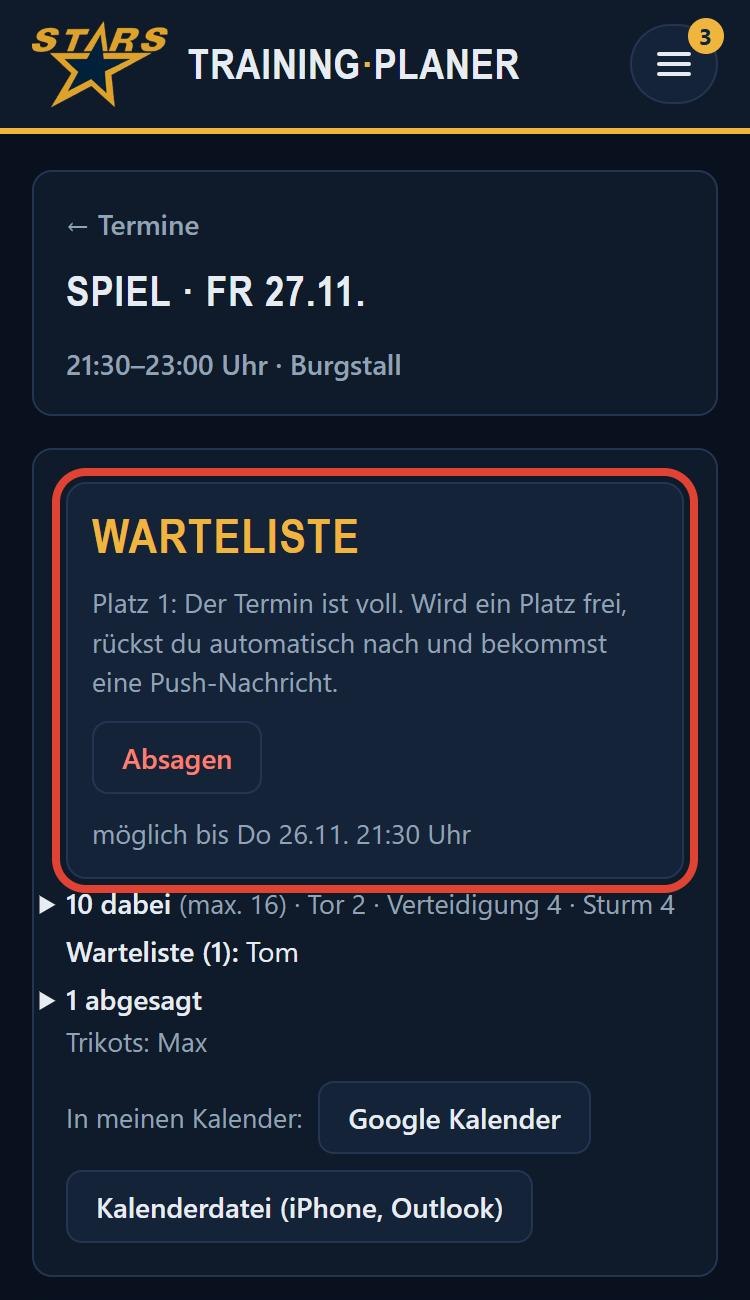 STARS
TRAINING·PLANER
3
← Termine
SPIEL · FR 27.11.
21:30–23:00 Uhr · Burgstall
WARTELISTE
Platz 1: Der Termin ist voll. Wird ein Platz frei,
rückst du automatisch nach und bekommst
eine Push-Nachricht.
Absagen
möglich bis Do 26.11. 21:30 Uhr
▶ 10 dabei (max. 16) · Tor 2 · Verteidigung 4 · Sturm 4
Warteliste (1): Tom
▶ 1 abgesagt
Trikots: Max
In meinen Kalender: Google Kalender
Kalenderdatei (iPhone, Outlook)